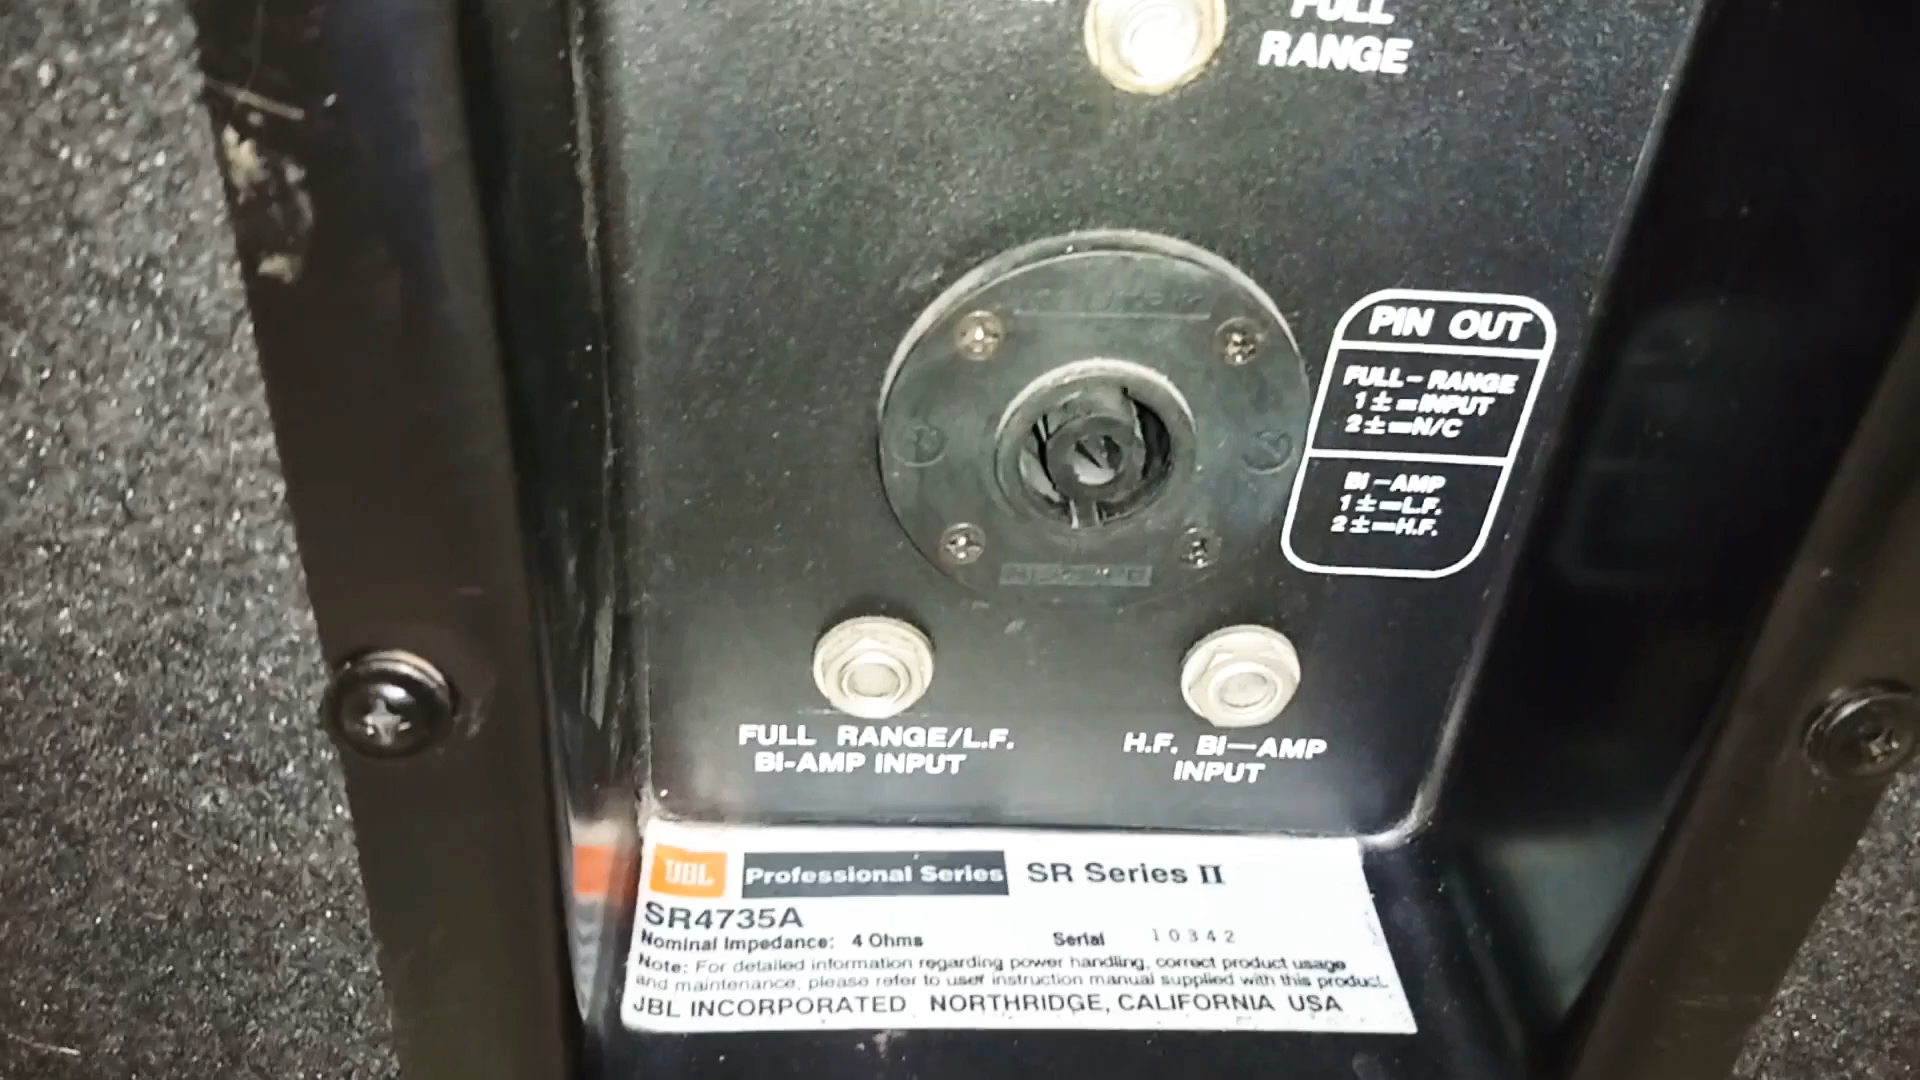 FULL
RANGE
PIN OUT
FULL-RANGE
1±=INPUT
2±=N/C
BI-AMP
1±=L.F.
2±=H.F.
FULL RANGE/L.F.
BI-AMP INPUT
H.F. BI-AMP
INPUT
JBL Professional Series SR Series II
SR4735A
Nominal Impedance: 4 Ohms Serial 10342
Note: For detailed information regarding power handling, correct product usage
and maintenance, please refer to user instruction manual supplied with this product.
JBL INCORPORATED NORTHRIDGE, CALIFORNIA USA